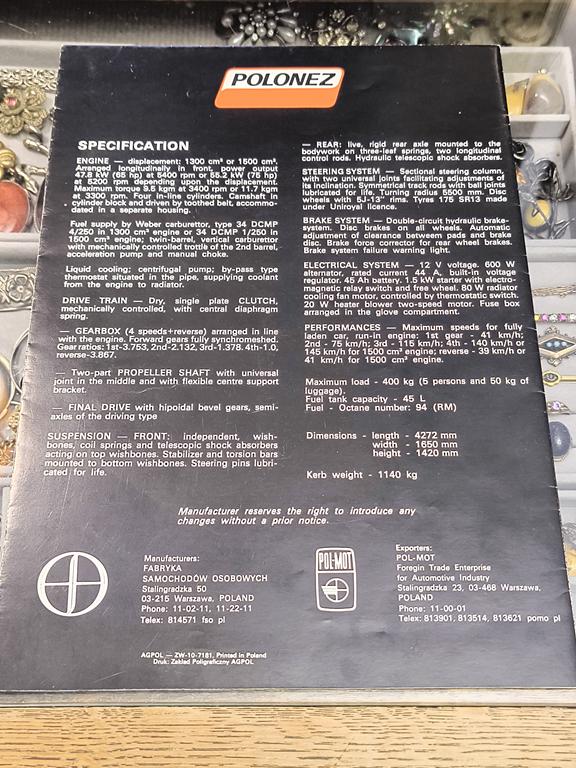 POLONEZ
SPECIFICATION
ENGINE — displacement: 1300 cm³ or 1500 cm³.
Arranged longitudinally in front, power output
47.8 kW (65 hp) at 5400 rpm or 55.2 kW (75 hp)
at 5200 rpm depending upon the displacement.
Maximum torque 9.5 kgm at 3400 rpm or 11.7 kgm
at 3300 rpm. Four in-line cylinders. Camshaft in
cylinder block and driven by toothed belt, accommo-
dated in a separate housing.
Fuel supply by Weber carburettor, type 34 DCMP
4/250 in 1300 cm³ engine or 34 DCMP 1/250 in
1500 cm³ engine; twin-barrel, vertical carburettor
with mechanically controlled trottle of the 2nd barrel,
acceleration pump and manual choke.
Liquid cooling; centrifugal pump; by-pass type
thermostat situated in the pipe, supplying coolant
from the engine to radiator.
DRIVE TRAIN — Dry, single plate CLUTCH,
mechanically controlled, with central diaphragm
spring.
— GEARBOX (4 speeds+reverse) arranged in line
with the engine. Forward gears fully synchromeshed.
Gear ratios: 1st-3.753, 2nd-2.132, 3rd-1.378. 4th-1.0,
reverse-3.867.
— Two-part PROPELLER SHAFT with universal
joint in the middle and with flexible centre support
bracket.
— FINAL DRIVE with hipoidal bevel gears, semi-
axles of the driving type
SUSPENSION — FRONT: independent, wish-
bones, coil springs and telescopic shock absorbers
acting on top wishbones. Stabilizer and torsion bars
mounted to bottom wishbones. Steering pins lubri-
cated for life.
— REAR: live, rigid rear axle mounted to the
bodywork on three-leaf springs, two longitudinal
control rods. Hydraulic telescopic shock absorbers.
STEERING SYSTEM — Sectional steering column,
with two universal joints facilitating adjustments of
its inclination. Symmetrical track rods with ball joints
lubricated for life. Turning radius 5500 mm. Disc
wheels with 5J-13" rims. Tyres 175 SR13 made
under Uniroyal licence.
BRAKE SYSTEM — Double-circuit hydraulic brake-
system. Disc brakes on all wheels. Automatic
adjustment of clearance betweem pads and brake
disc. Brake force corrector for rear wheel brakes.
Brake system failure warning light.
ELECTRICAL SYSTEM — 12 V voltage. 600 W
alternator, rated current 44 A, built-in voltage
regulator. 45 Ah battery. 1.5 kW starter with electro-
magnetic relay switch and free wheel. 80 W radiator
cooling fan motor, controlled by thermostatic switch.
20 W heater blower two-speed motor. Fuse box
arranged in the glove compartment.
PERFORMANCES — Maximum speeds for fully
laden car, run-in engine: 1st gear — 41 km/h;
2nd - 75 km/h; 3rd - 115 km/h; 4th - 140 km/h or
145 km/h for 1500 cm³ engine; reverse - 39 km/h or
41 km/h for 1500 cm³ engine.
Maximum load - 400 kg (5 persons and 50 kg of
luggage).
Fuel tank capacity - 45 L
Fuel - Octane number: 94 (RM)
Dimensions - length - 4272 mm
width - 1650 mm
height - 1420 mm
Kerb weight - 1140 kg
Manufacturer reserves the right to introduce any
changes without a prior notice.
Manufacturers:
FABRYKA
SAMOCHODÓW OSOBOWYCH
Stalingradzka 50
03-215 Warszawa, POLAND
Phone: 11-02-11, 11-22-11
Telex: 814571 fso pl
POL-MOT
Exporters:
POL-MOT
Foregin Trade Enterprise
for Automotive Industry
Stalingradzka 23, 03-468 Warszawa,
POLAND
Phone: 11-00-01
Telex: 813901, 813514, 813621 pomo pl
AGPOL — ZW-10-7181, Printed in Poland
Druk: Zakład Poligraficzny AGPOL